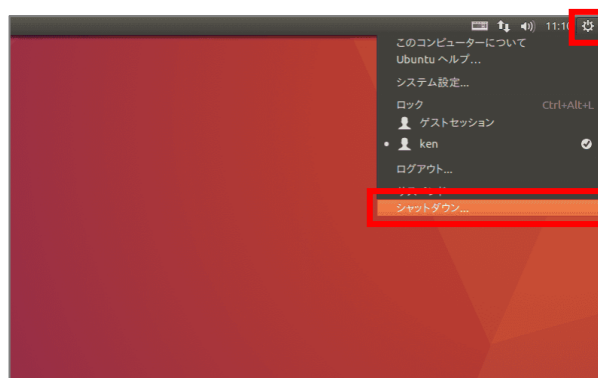 11:10
このコンピューターについて
Ubuntu ヘルプ...
システム設定...
ロック Ctrl+Alt+L
ゲストセッション
ken
ログアウト...
シャットダウン...